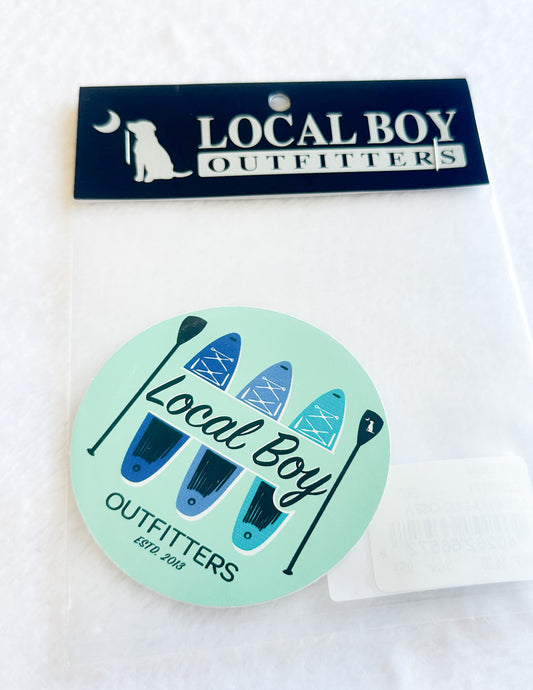 LOCAL BOY
OUTFITTERS
Local Boy
OUTFITTERS
ESTD. 2013